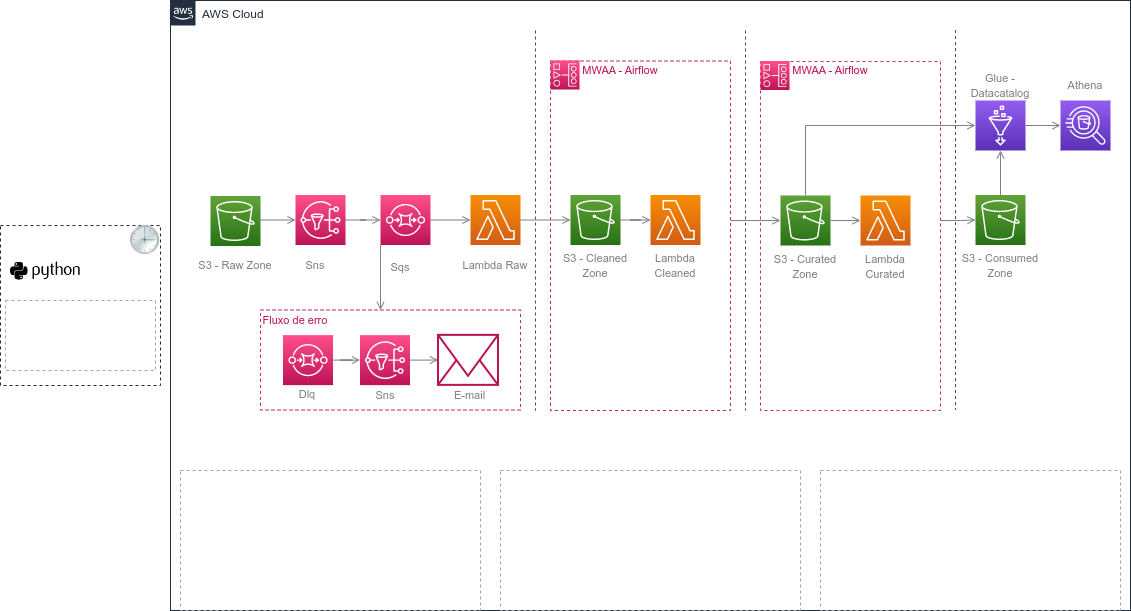 aws
AWS Cloud
MWAA - Airflow
MWAA - Airflow
Glue -
Datacatalog
Athena
python
S3 - Raw Zone
Sns
Sqs
Lambda Raw
S3 - Cleaned
Zone
Lambda
Cleaned
S3 - Curated
Zone
Lambda
Curated
S3 - Consumed
Zone
Fluxo de erro
Dlq
Sns
E-mail